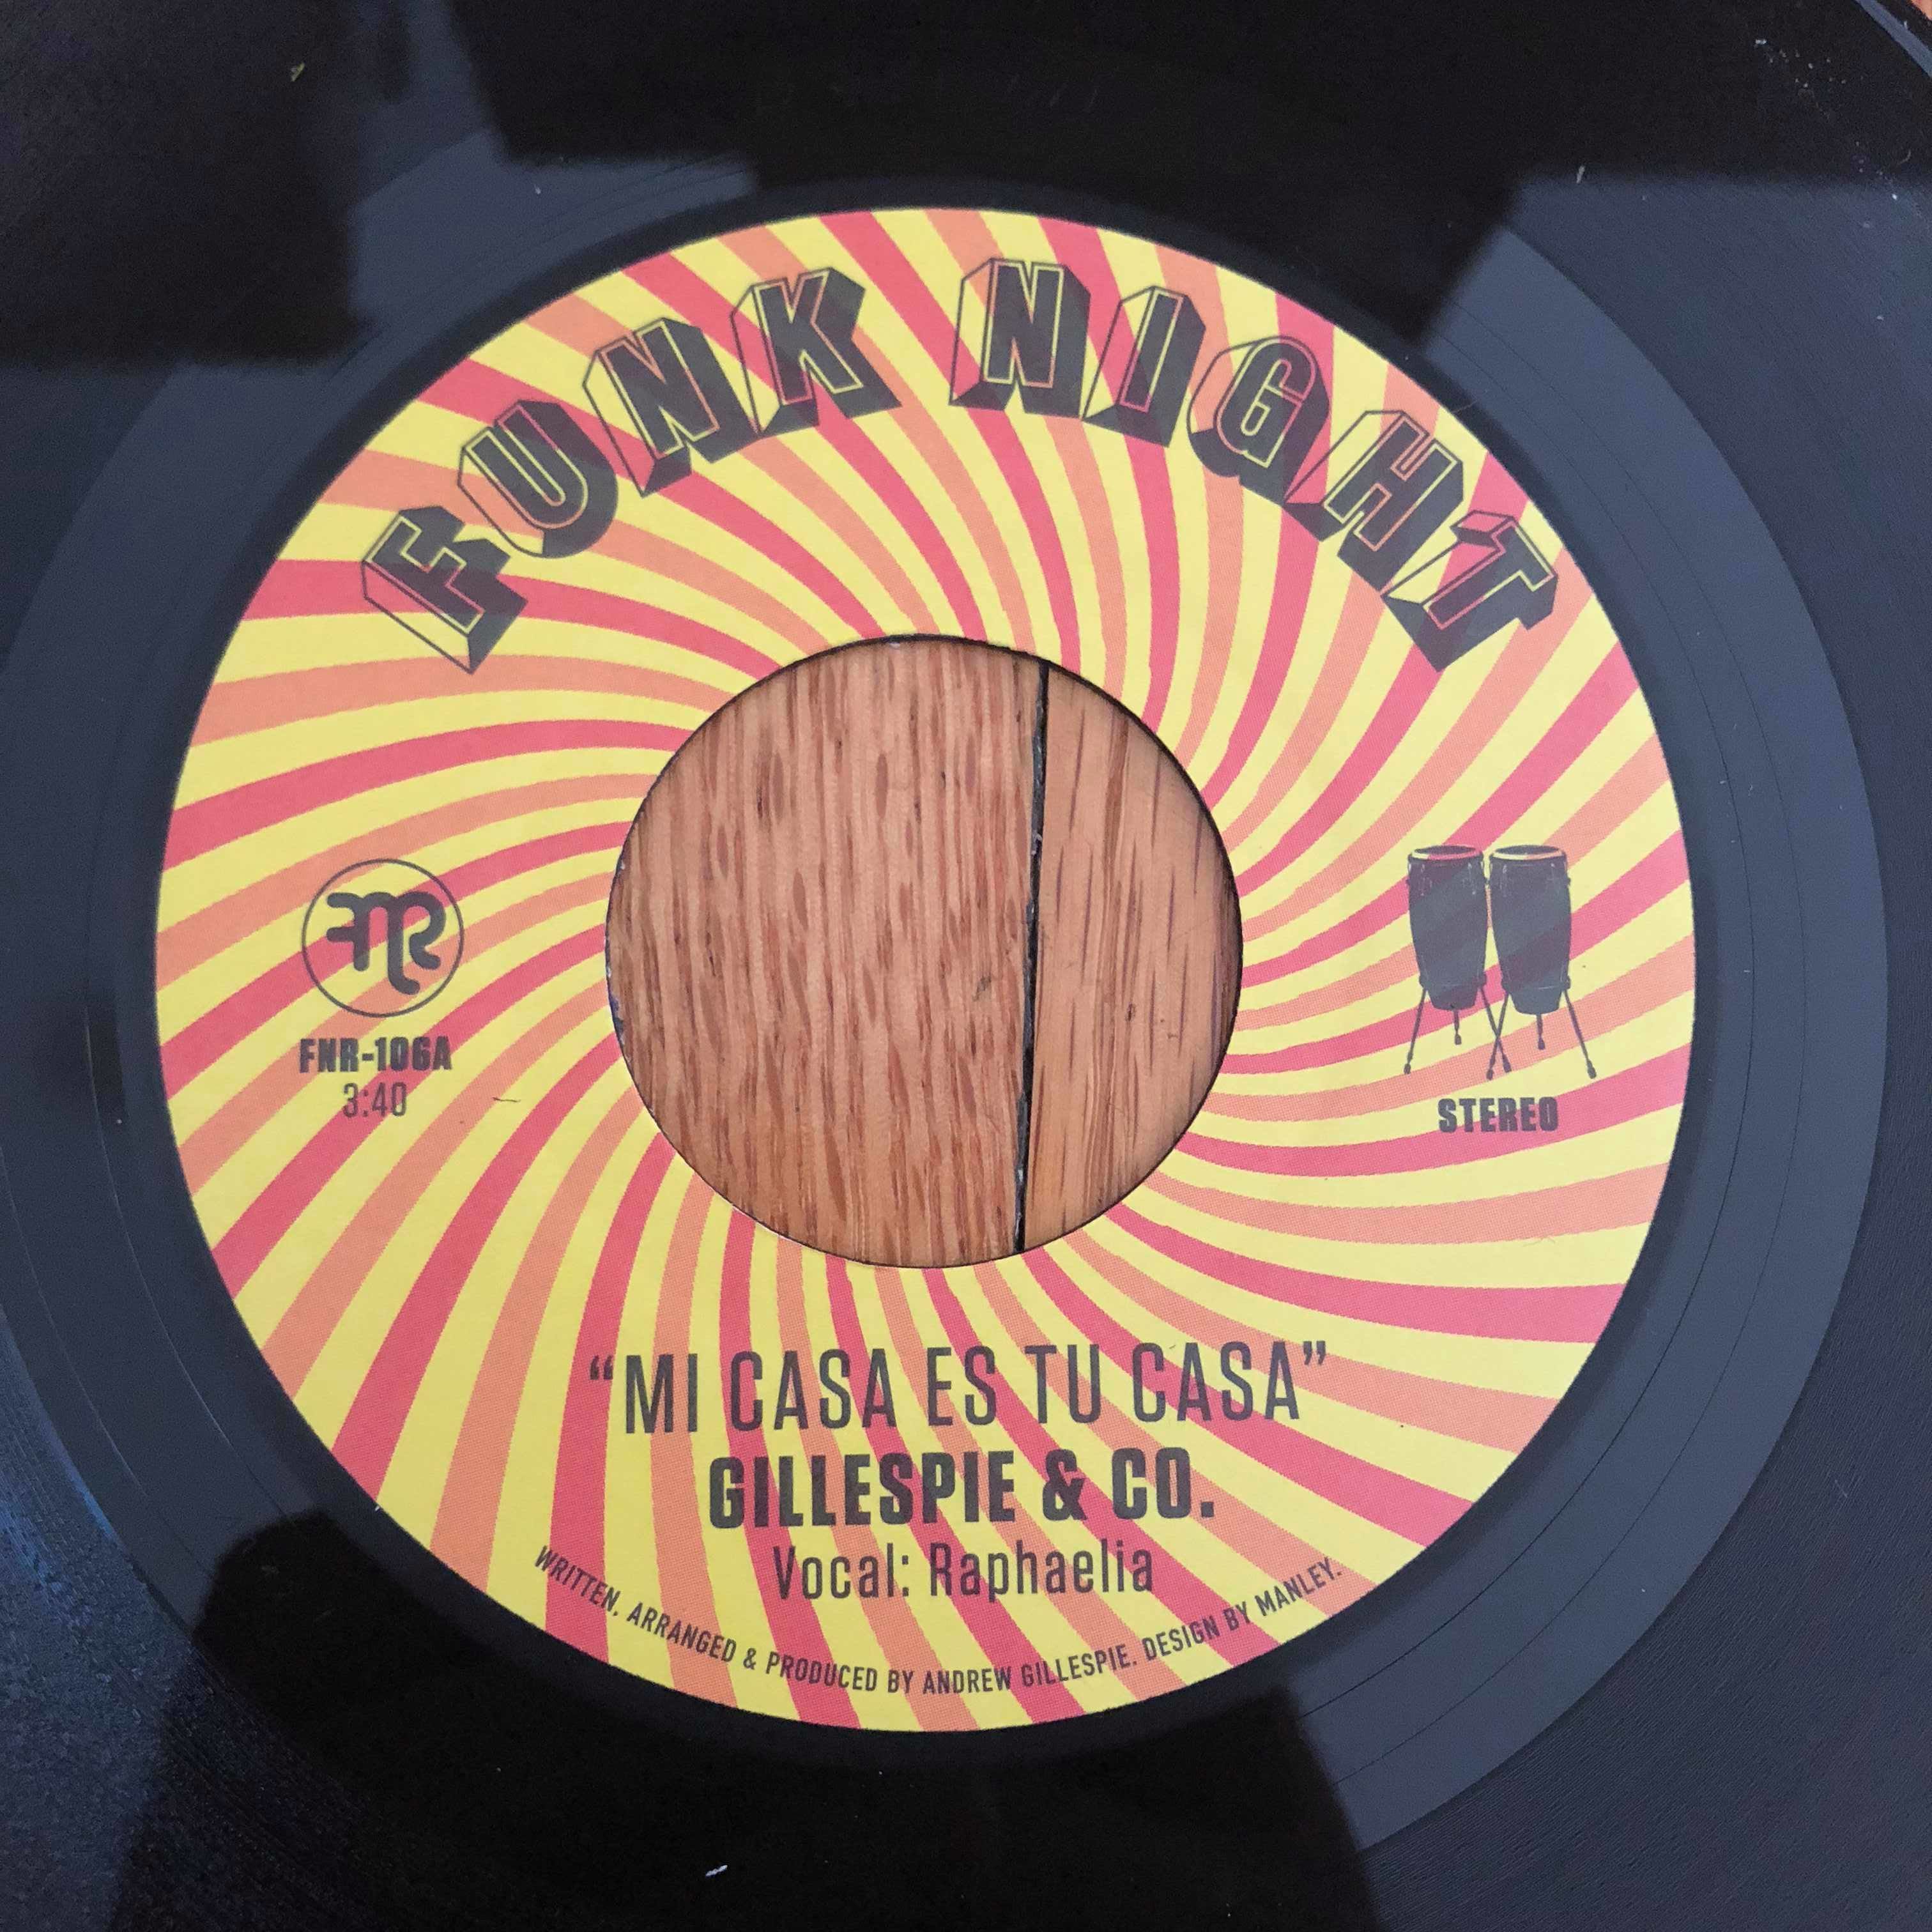 FUNK NIGHT
FNR
FNR-106A
3:40
STEREO
“MI CASA ES TU CASA”
GILLESPIE & CO.
Vocal: Raphaelia
WRITTEN, ARRANGED & PRODUCED BY ANDREW GILLESPIE. DESIGN BY MANLEY.